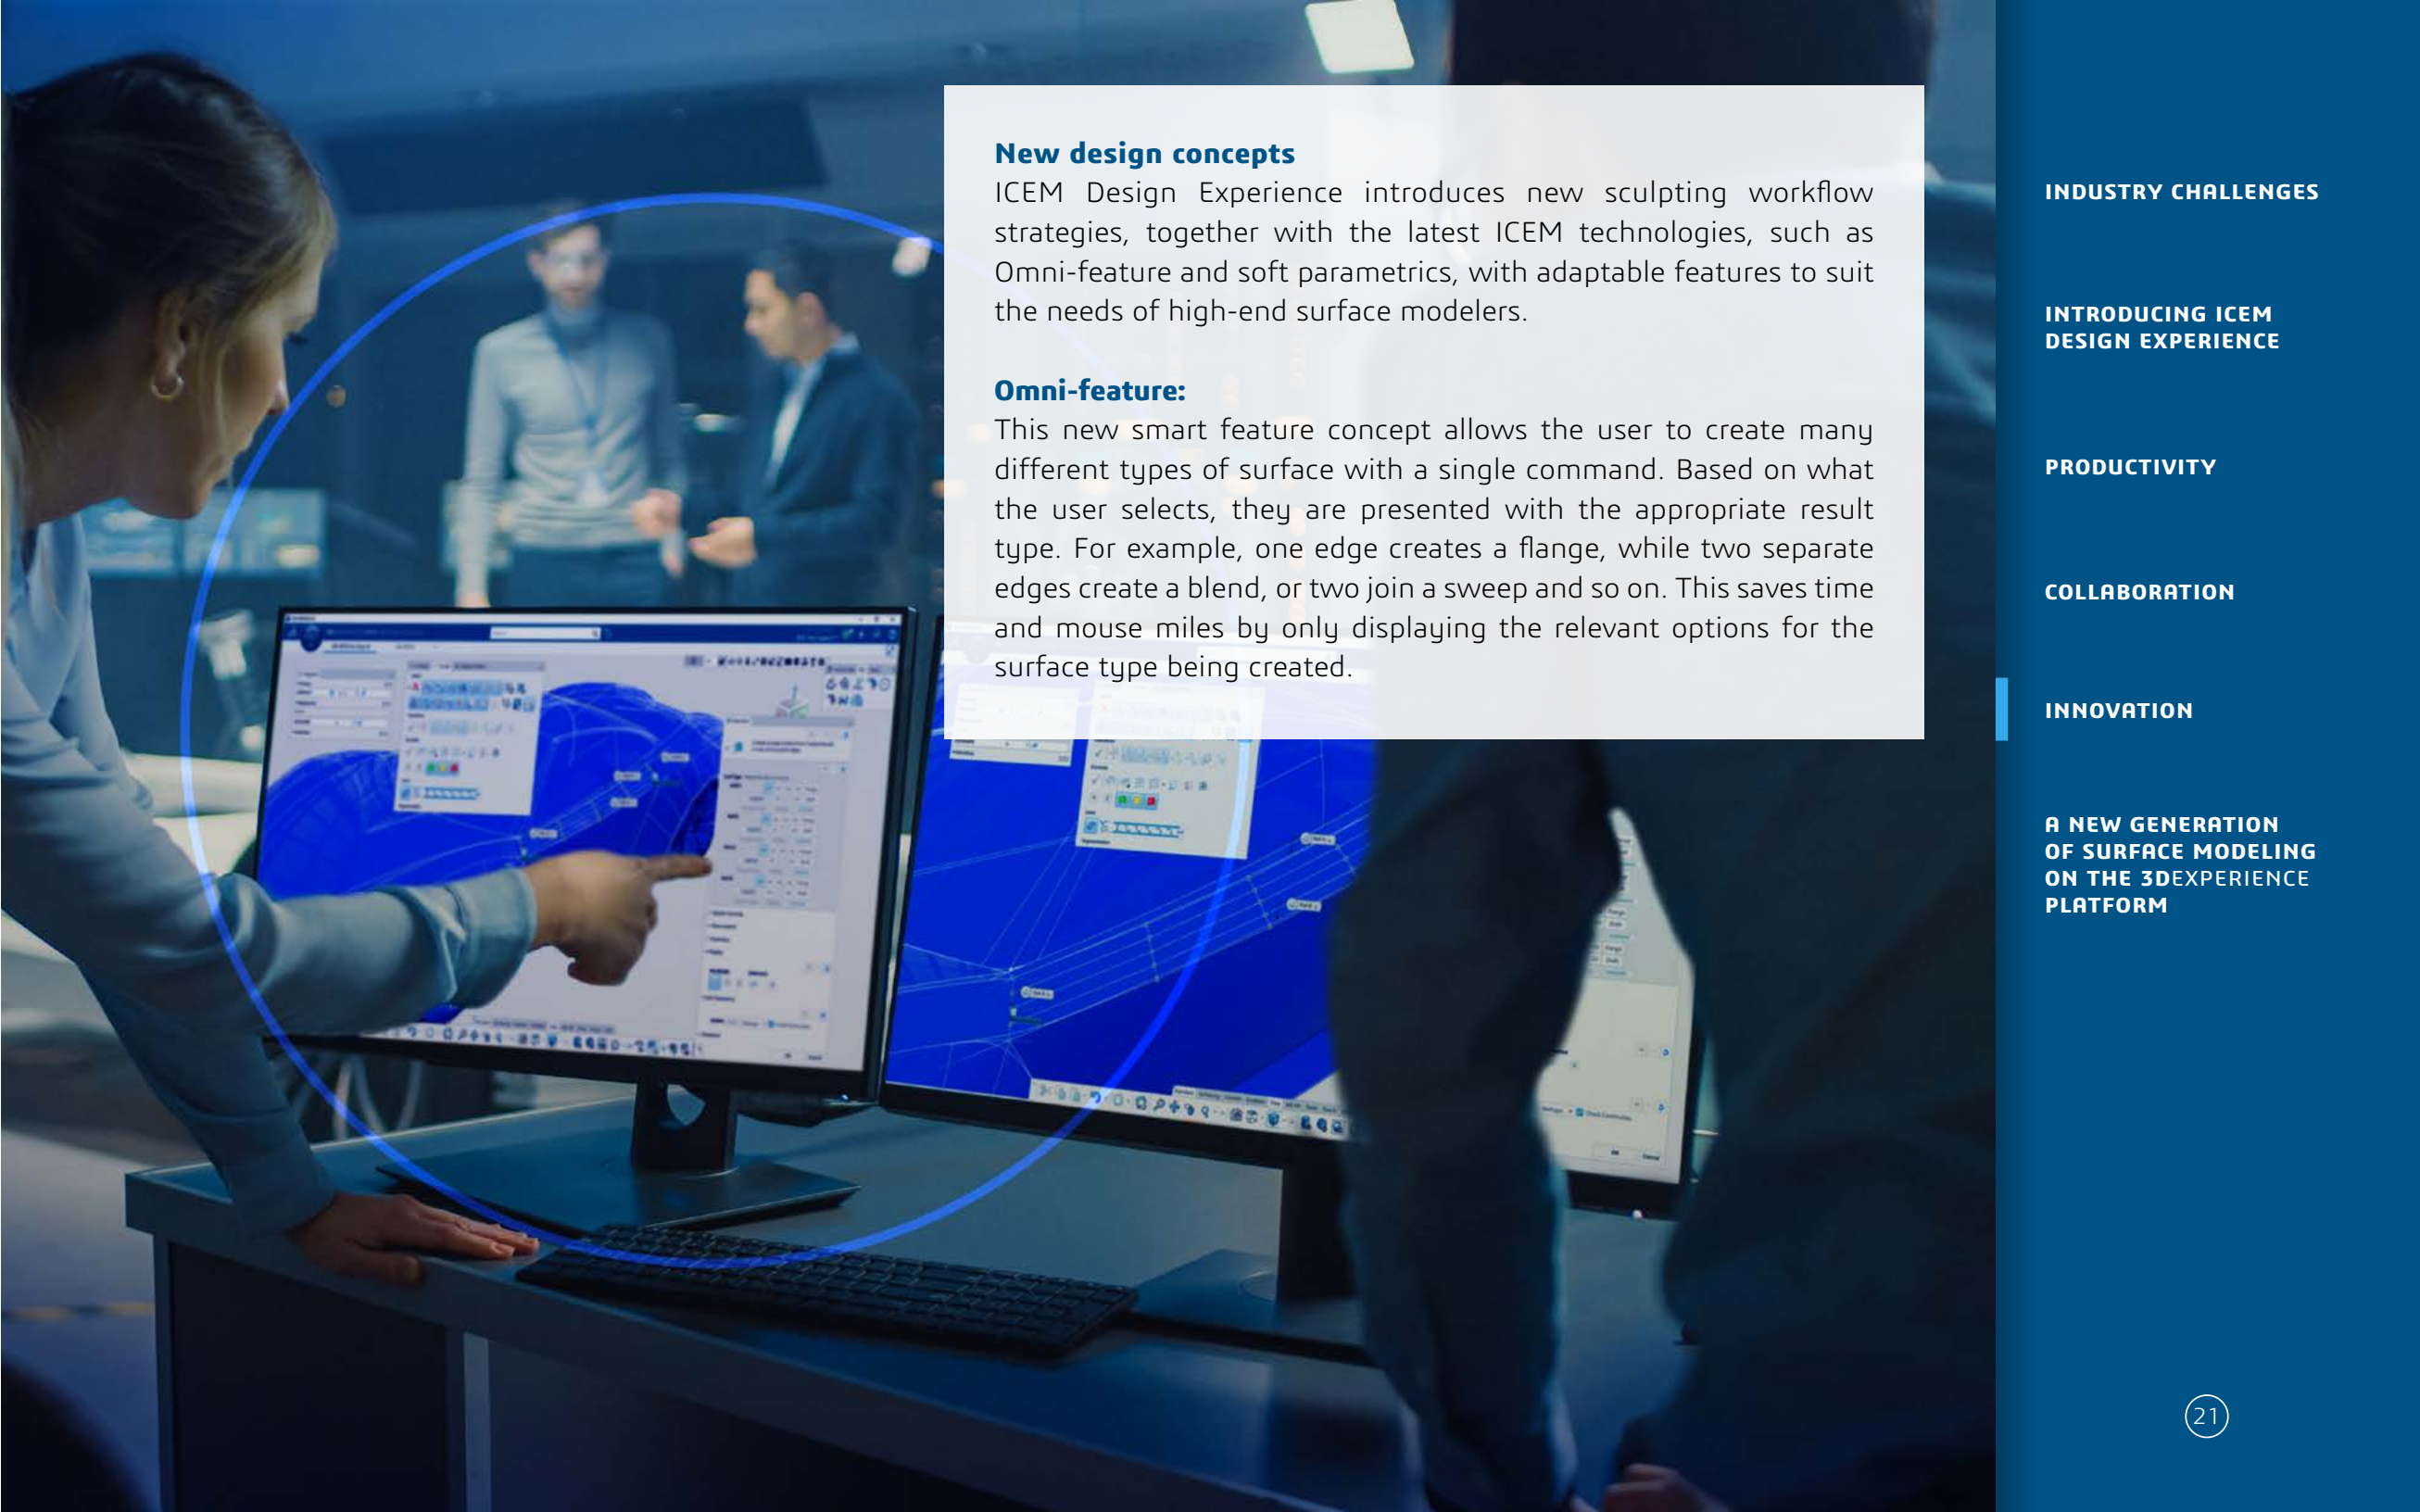 New design concepts
ICEM Design Experience introduces new sculpting workflow
strategies, together with the latest ICEM technologies, such as
Omni-feature and soft parametrics, with adaptable features to suit
the needs of high-end surface modelers.
Omni-feature:
This new smart feature concept allows the user to create many
different types of surface with a single command. Based on what
the user selects, they are presented with the appropriate result
type. For example, one edge creates a flange, while two separate
edges create a blend, or two join a sweep and so on. This saves time
and mouse miles by only displaying the relevant options for the
surface type being created.
INDUSTRY CHALLENGES
INTRODUCING ICEM
DESIGN EXPERIENCE
PRODUCTIVITY
COLLABORATION
INNOVATION
A NEW GENERATION
OF SURFACE MODELING
ON THE 3DEXPERIENCE
PLATFORM
21